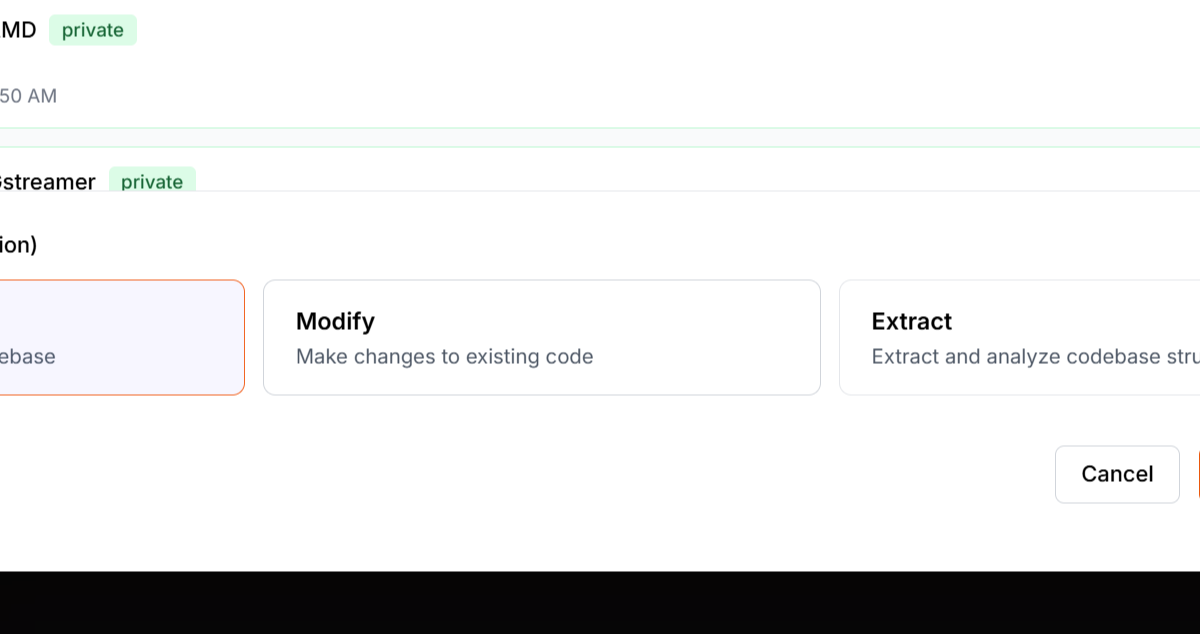 MD private
50 AM
streamer private
ion)
Modify
Extract
ebase
Make changes to existing code
Extract and analyze codebase stru
Cancel